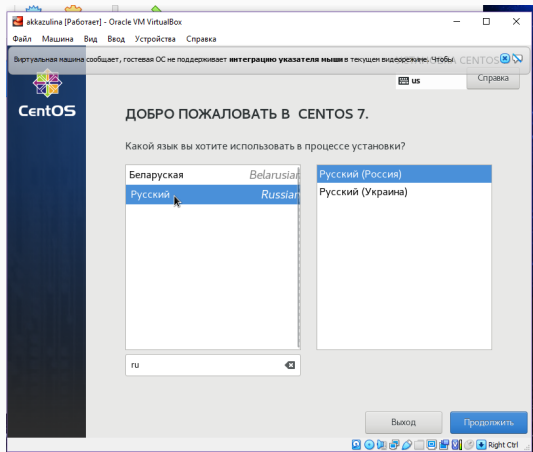 akkazulina [Работает] - Oracle VM VirtualBox
Файл Машина Вид Ввод Устройства Справка
Виртуальная машина сообщает, гостевая ОС не поддерживает интеграцию указателя мыши в текущем видеорежиме. Чтобы
CENTOS
us
Справка
CentOS
ДОБРО ПОЖАЛОВАТЬ В CENTOS 7.
Какой язык вы хотите использовать в процессе установки?
Беларуская Belarusian
Русский Russian
Русский (Россия)
Русский (Украина)
ru
Выход
Продолжить
Right Ctrl